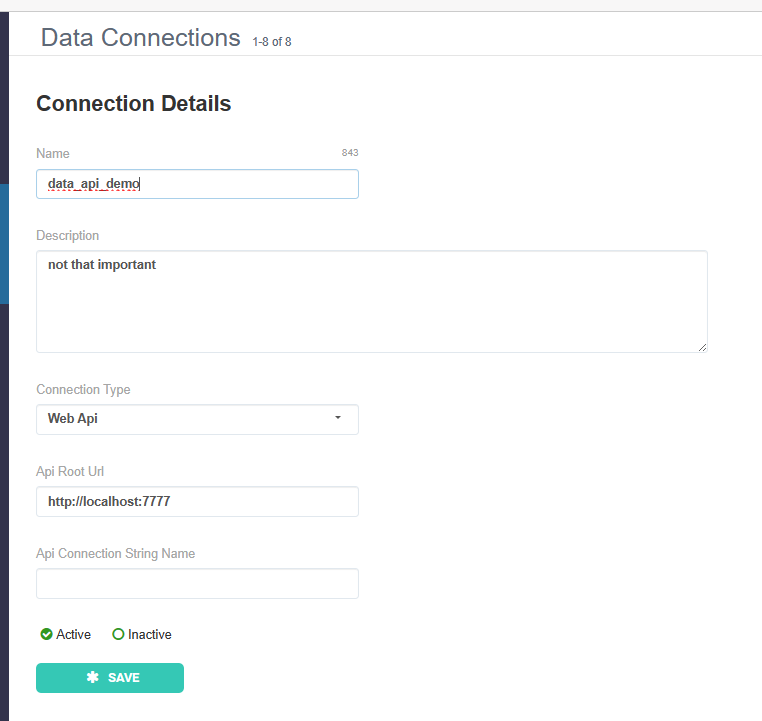 Data Connections 1-8 of 8
Connection Details
Name 843
data_api_demo
Description
not that important
Connection Type
Web Api
Api Root Url
http://localhost:7777
Api Connection String Name
Active Inactive
SAVE